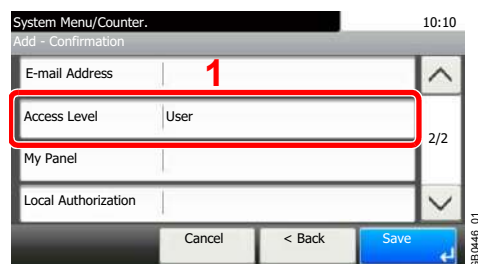 System Menu/Counter. 10:10
Add - Confirmation
E-mail Address 1
Access Level User
2/2
My Panel
Local Authorization
Cancel < Back Save
GB0446_01